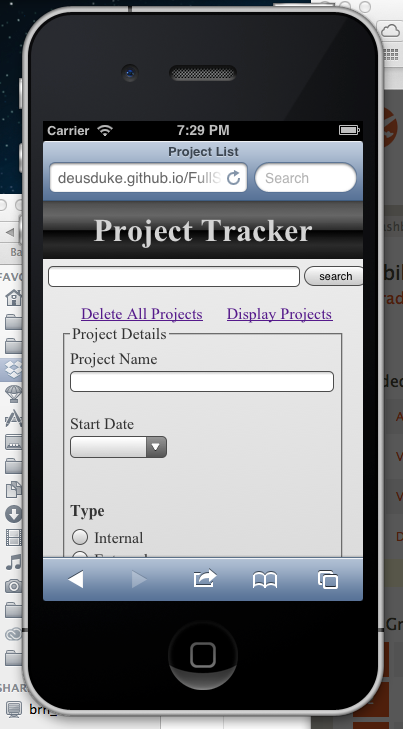 Carrier 7:29 PM
Project List
deusduke.github.io/FullS Search
Project Tracker
search
Delete All Projects Display Projects
Project Details
Project Name
Start Date
Type
Internal